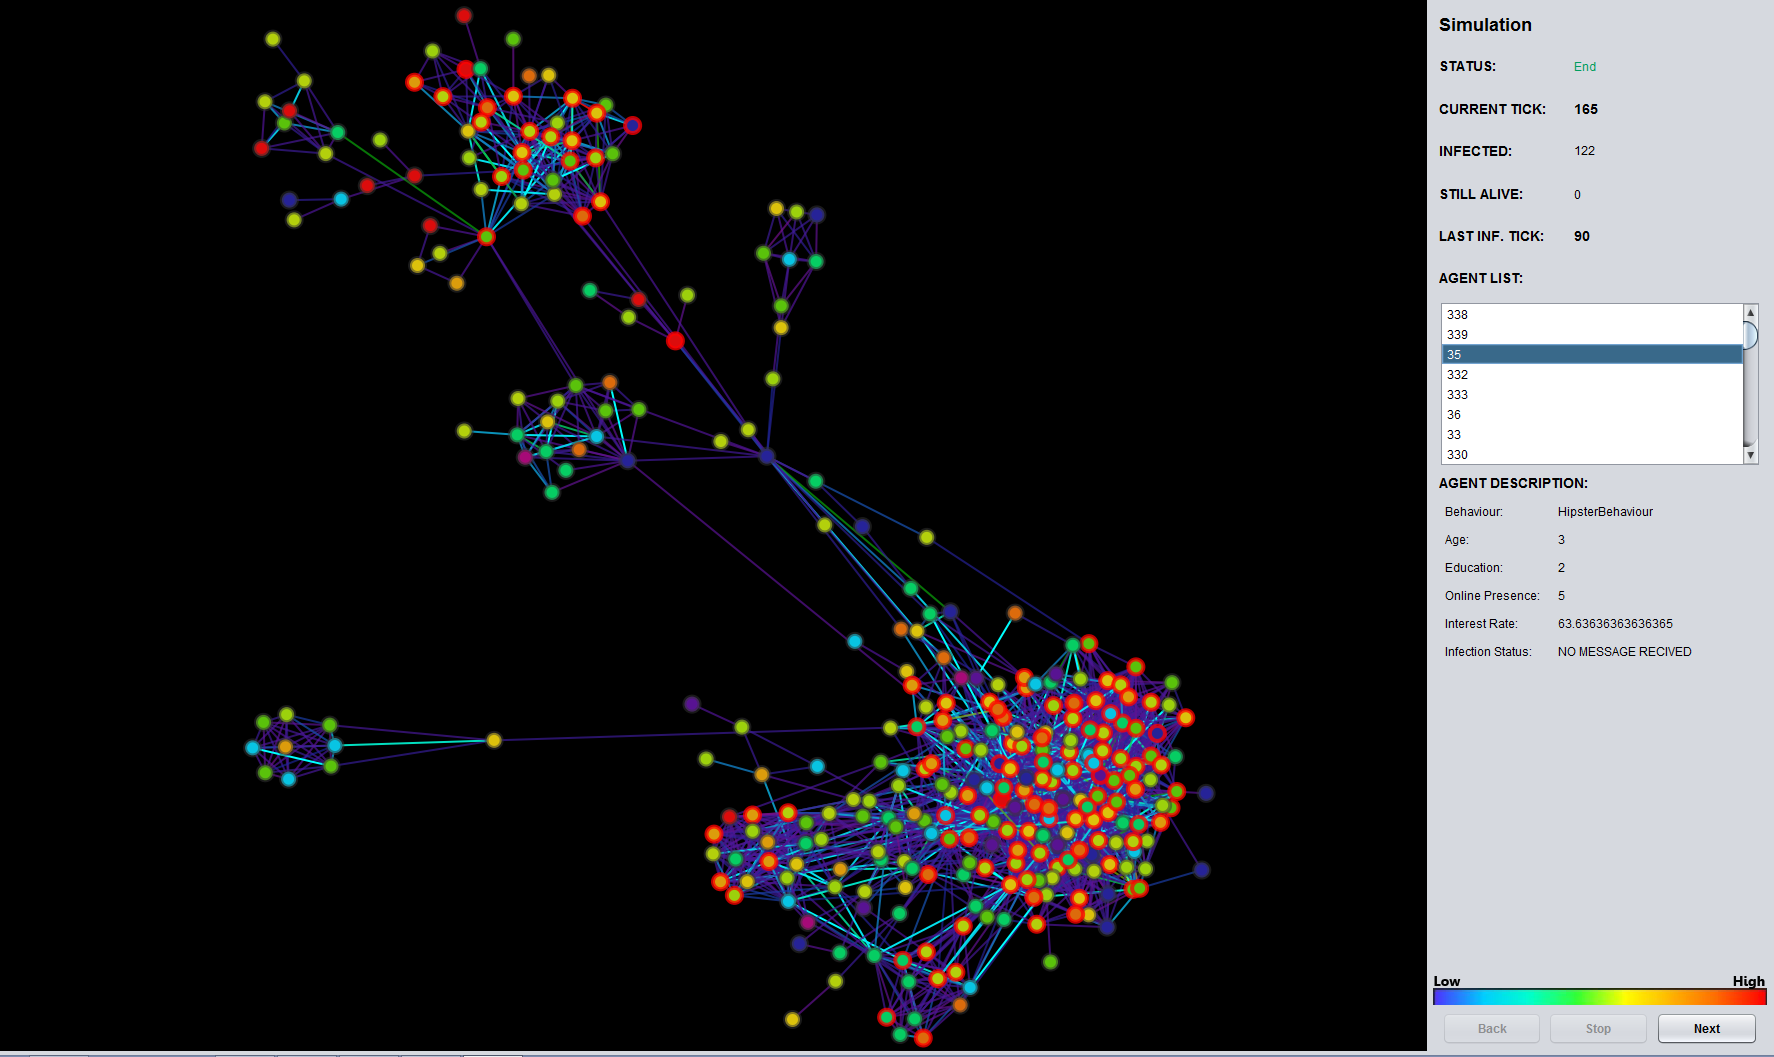 Simulation
STATUS: End
CURRENT TICK: 165
INFECTED: 122
STILL ALIVE: 0
LAST INF. TICK: 90
AGENT LIST:
338
339
35
332
333
36
33
330
AGENT DESCRIPTION:
Behaviour: HipsterBehaviour
Age: 3
Education: 2
Online Presence: 5
Interest Rate: 63.63636363636365
Infection Status: NO MESSAGE RECIVED
Low High
Back Stop Next